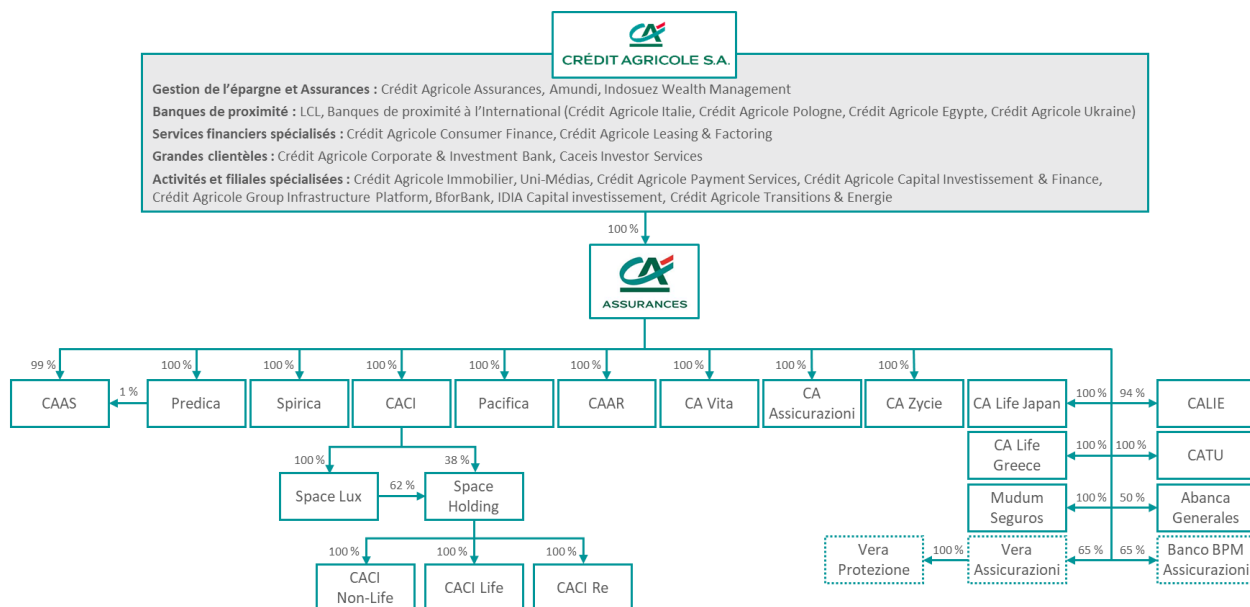 CA
CRÉDIT AGRICOLE S.A.
Gestion de l'épargne et Assurances : Crédit Agricole Assurances, Amundi, Indosuez Wealth Management
Banques de proximité : LCL, Banques de proximité à l'International (Crédit Agricole Italie, Crédit Agricole Pologne, Crédit Agricole Egypte, Crédit Agricole Ukraine)
Services financiers spécialisés : Crédit Agricole Consumer Finance, Crédit Agricole Leasing & Factoring
Grandes clientèles : Crédit Agricole Corporate & Investment Bank, Caceis Investor Services
Activités et filiales spécialisées : Crédit Agricole Immobilier, Uni-Médias, Crédit Agricole Payment Services, Crédit Agricole Capital Investissement & Finance,
Crédit Agricole Group Infrastructure Platform, BforBank, IDIA Capital investissement, Crédit Agricole Transitions & Energie
100 %
CA
ASSURANCES
99 % 100 % 100 % 100 % 100 % 100 % 100 % 100 % 100 %
CAAS 1 % Predica Spirica CACI Pacifica CAAR CA Vita CA Assicurazioni CA Zycie
CA Life Japan 100 % 94 % CALIE
CA Life Greece 100 % 100 % CATU
Mudum Seguros 100 % 50 % Abanca Generales
Vera Protezione 100 % Vera Assicurazioni 65 % 65 % Banco BPM Assicurazioni
100 % 38 %
Space Lux 62 % Space Holding
100 % 100 % 100 %
CACI Non-Life CACI Life CACI Re